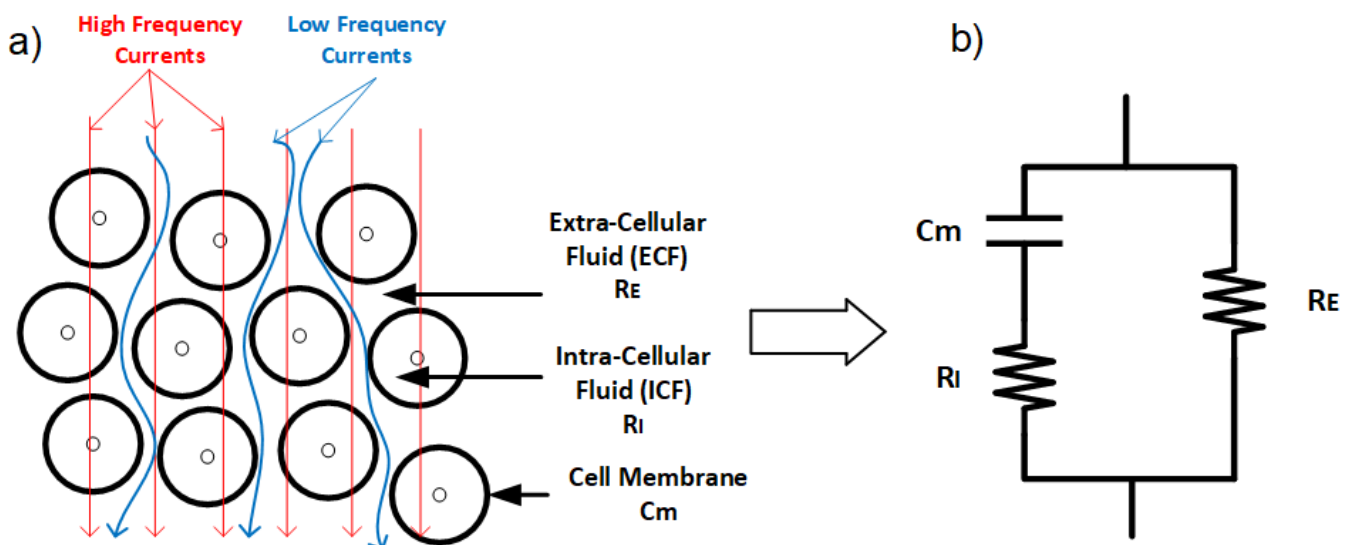 a)
High Frequency
Currents
Low Frequency
Currents
Extra-Cellular
Fluid (ECF)
RE
Intra-Cellular
Fluid (ICF)
RI
Cell Membrane
Cm
b)
Cm
RI
RE